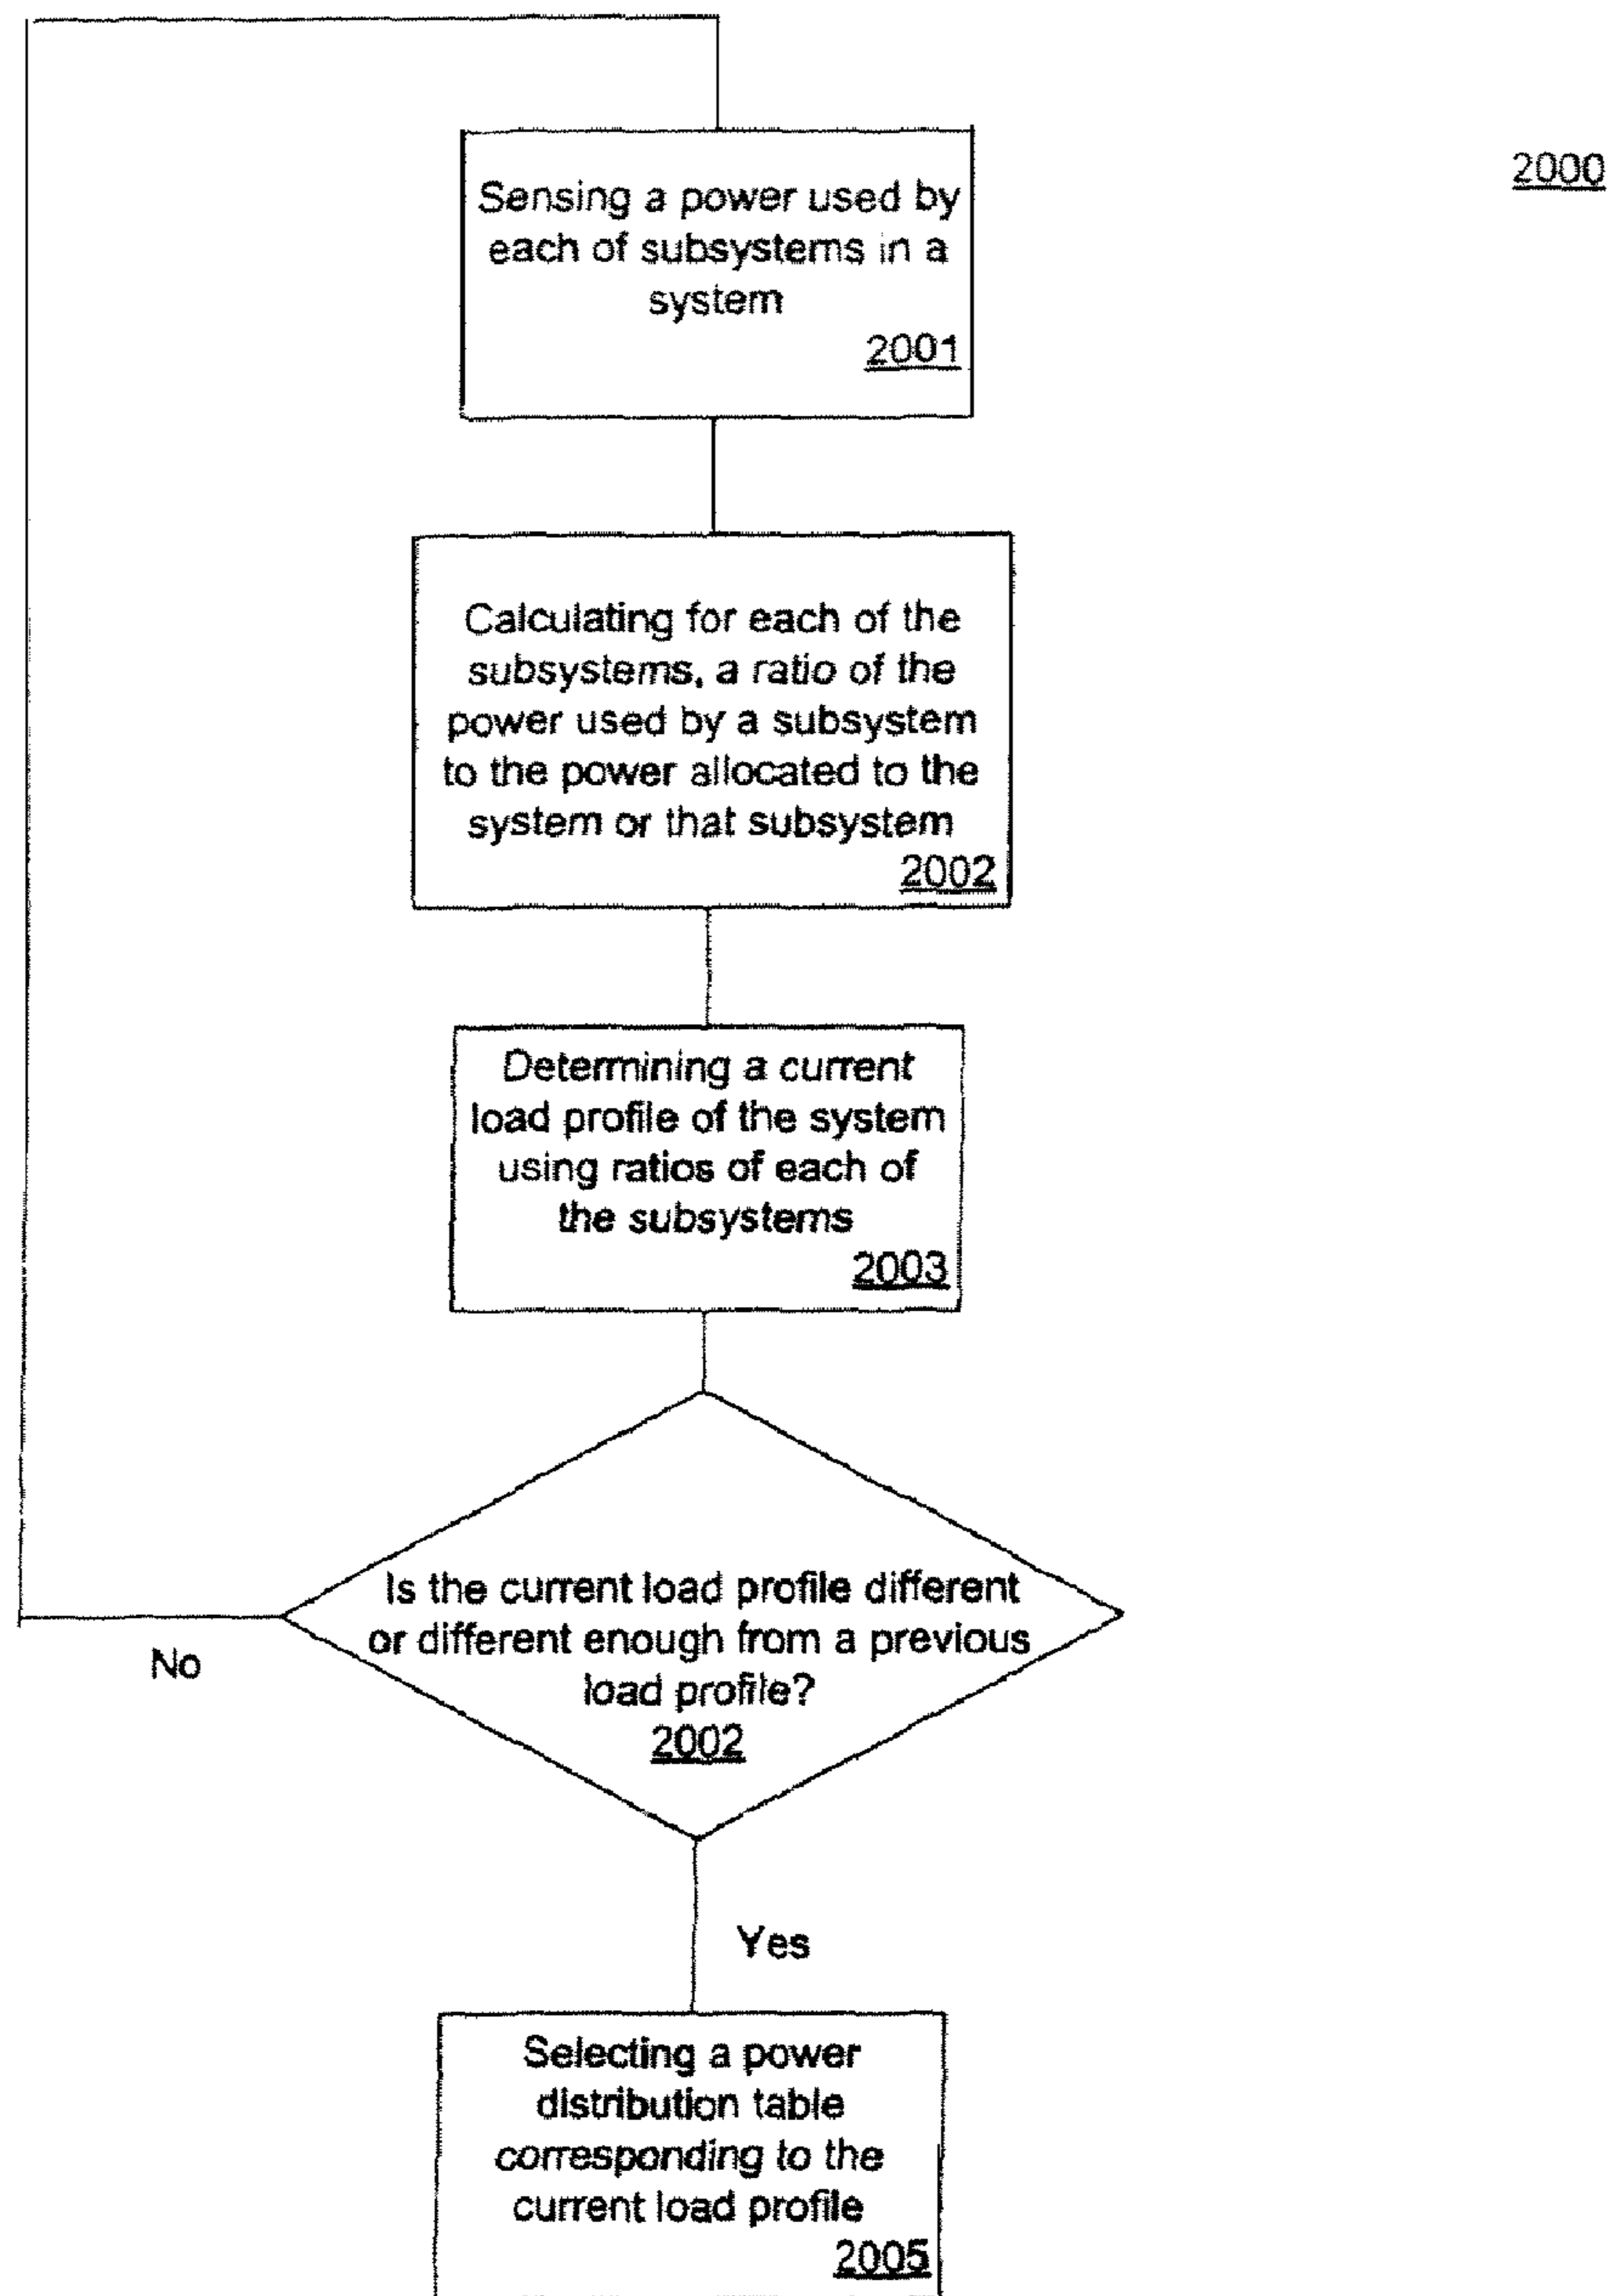 2000
Sensing a power used by
each of subsystems in a
system
2001
Calculating for each of the
subsystems, a ratio of the
power used by a subsystem
to the power allocated to the
system or that subsystem
2002
Determining a current
load profile of the system
using ratios of each of
the subsystems
2003
Is the current load profile different
or different enough from a previous
load profile?
2002
No
Yes
Selecting a power
distribution table
corresponding to the
current load profile
2005